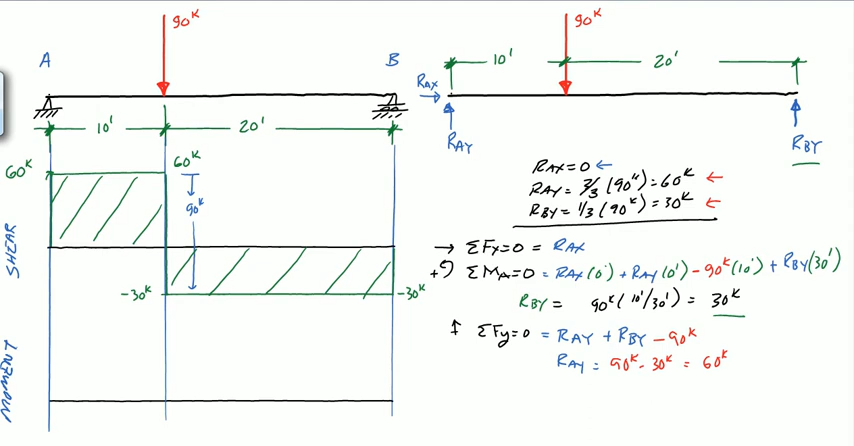 90ᴷ
A
B
10'
20'
60ᴷ
60ᴷ
90ᴷ
-30ᴷ
-30ᴷ
SHEAR
MOMENT
90ᴷ
10'
20'
RAX
RAY
RBY
RAX=0 ←
RAY= 2/3 (90ᴷ)=60ᴷ ←
RBY= 1/3 (90ᴷ)=30ᴷ ←
→ ΣFx=0 = RAX
+↺ ΣMA=0 = RAX(0') + RAY(0') - 90ᴷ(10') + RBY(30')
RBY = 90ᴷ(10'/30') = 30ᴷ
↑ ΣFy=0 = RAY + RBY - 90ᴷ
RAY = 90ᴷ - 30ᴷ = 60ᴷ